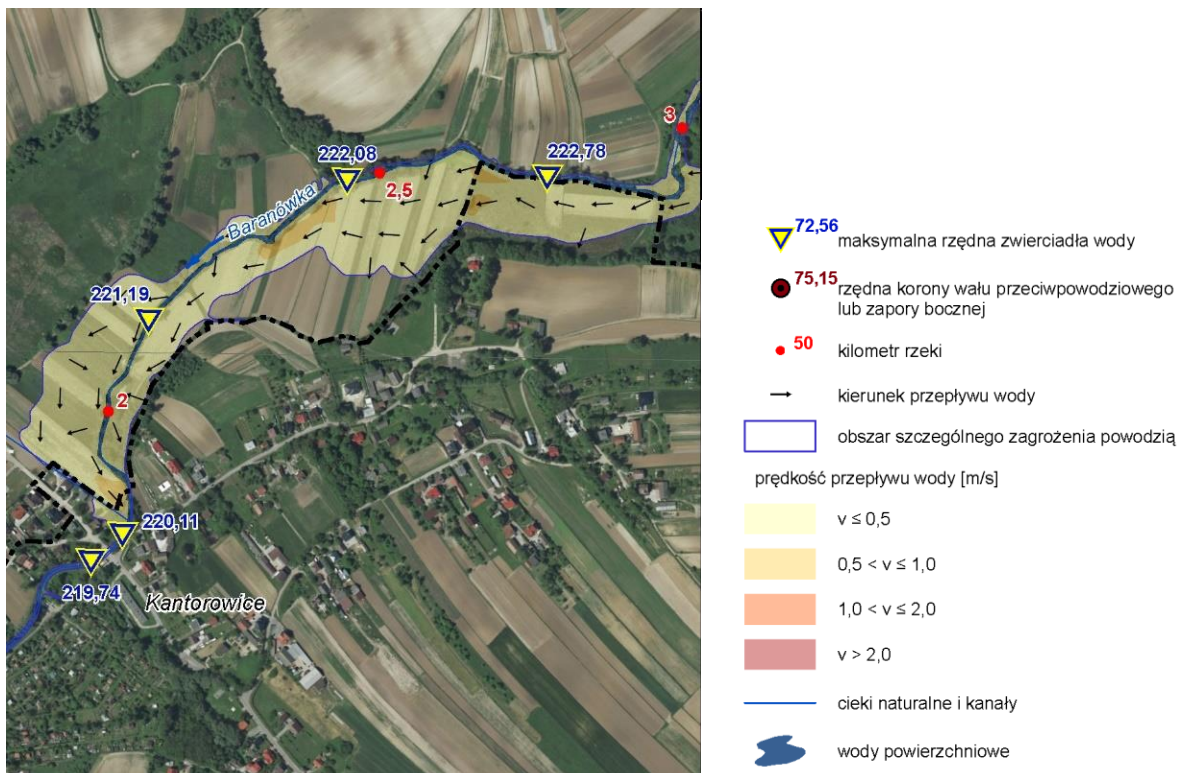 3
222,08
222,78
2,5
Baranówka
221,19
2
220,11
219,74
Kantorowice
72,56
maksymalna rzędna zwierciadła wody
75,15
rzędna korony wału przeciwpowodziowego
lub zapory bocznej
50
kilometr rzeki
kierunek przepływu wody
obszar szczególnego zagrożenia powodzią
prędkość przepływu wody [m/s]
v ≤ 0,5
0,5 < v ≤ 1,0
1,0 < v ≤ 2,0
v > 2,0
cieki naturalne i kanały
wody powierzchniowe